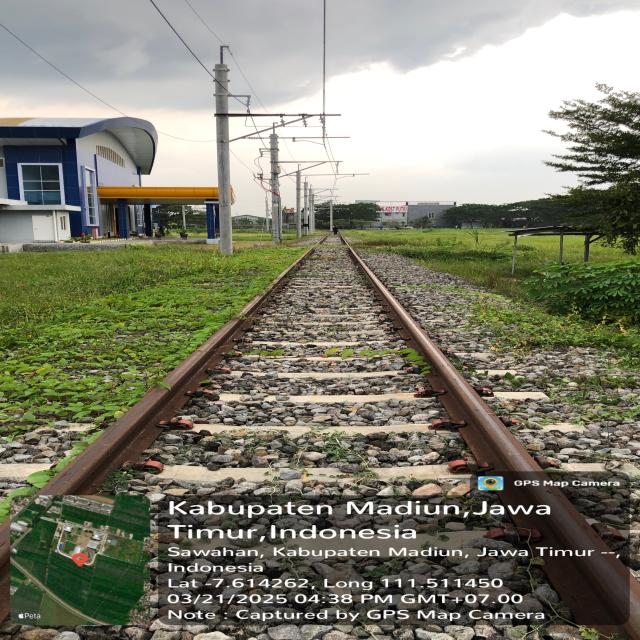 GPS Map Camera
Kabupaten Madiun,Jawa
Timur,Indonesia
Sawahan, Kabupaten Madiun, Jawa Timur --,
Indonesia
Lat -7.614262, Long 111.511450
03/21/2025 04:38 PM GMT+07.00
Note : Captured by GPS Map Camera
Peta